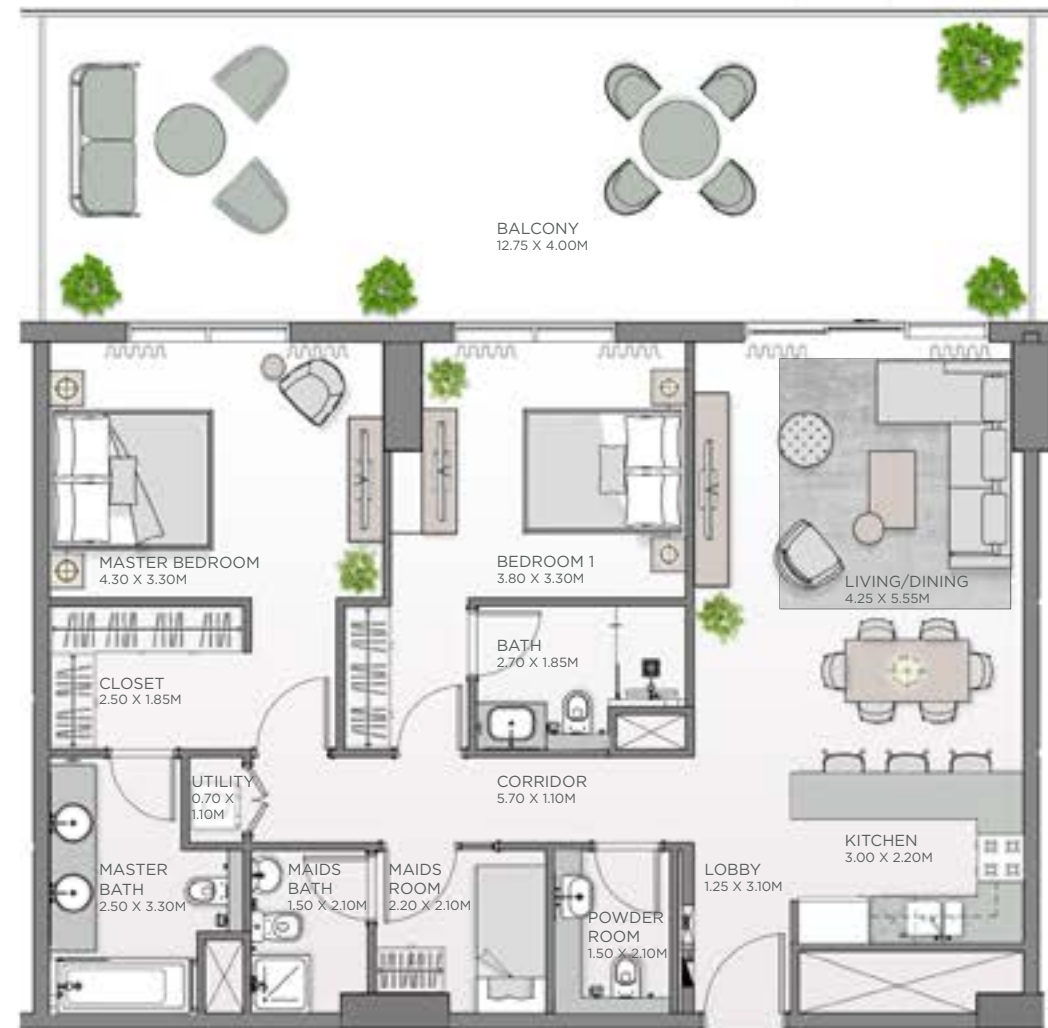 BALCONY
12.75 X 4.00M
MASTER BEDROOM
4.30 X 3.30M
BEDROOM 1
3.80 X 3.30M
LIVING/DINING
4.25 X 5.55M
BATH
2.70 X 1.85M
CLOSET
2.50 X 1.85M
UTILITY
0.70 X
1.10M
CORRIDOR
5.70 X 1.10M
KITCHEN
3.00 X 2.20M
MASTER
BATH
2.50 X 3.30M
MAIDS
BATH
1.50 X 2.10M
MAIDS
ROOM
2.20 X 2.10M
LOBBY
1.25 X 3.10M
POWDER
ROOM
1.50 X 2.10M